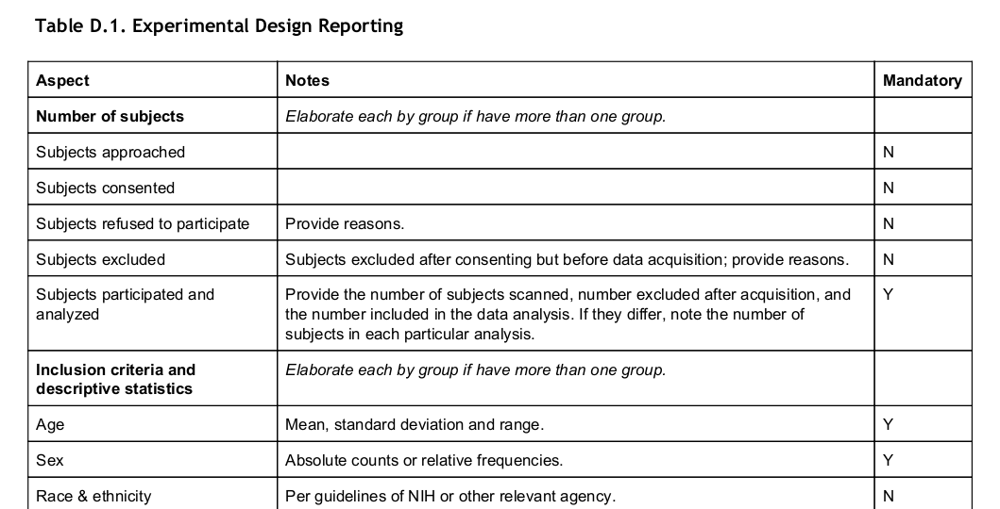 Table D.1. Experimental Design Reporting
Aspect Notes Mandatory
Number of subjects Elaborate each by group if have more than one group.
Subjects approached N
Subjects consented N
Subjects refused to participate Provide reasons. N
Subjects excluded Subjects excluded after consenting but before data acquisition; provide reasons. N
Subjects participated and analyzed Provide the number of subjects scanned, number excluded after acquisition, and Y
the number included in the data analysis. If they differ, note the number of
subjects in each particular analysis.
Inclusion criteria and descriptive statistics Elaborate each by group if have more than one group.
Age Mean, standard deviation and range. Y
Sex Absolute counts or relative frequencies. Y
Race & ethnicity Per guidelines of NIH or other relevant agency. N